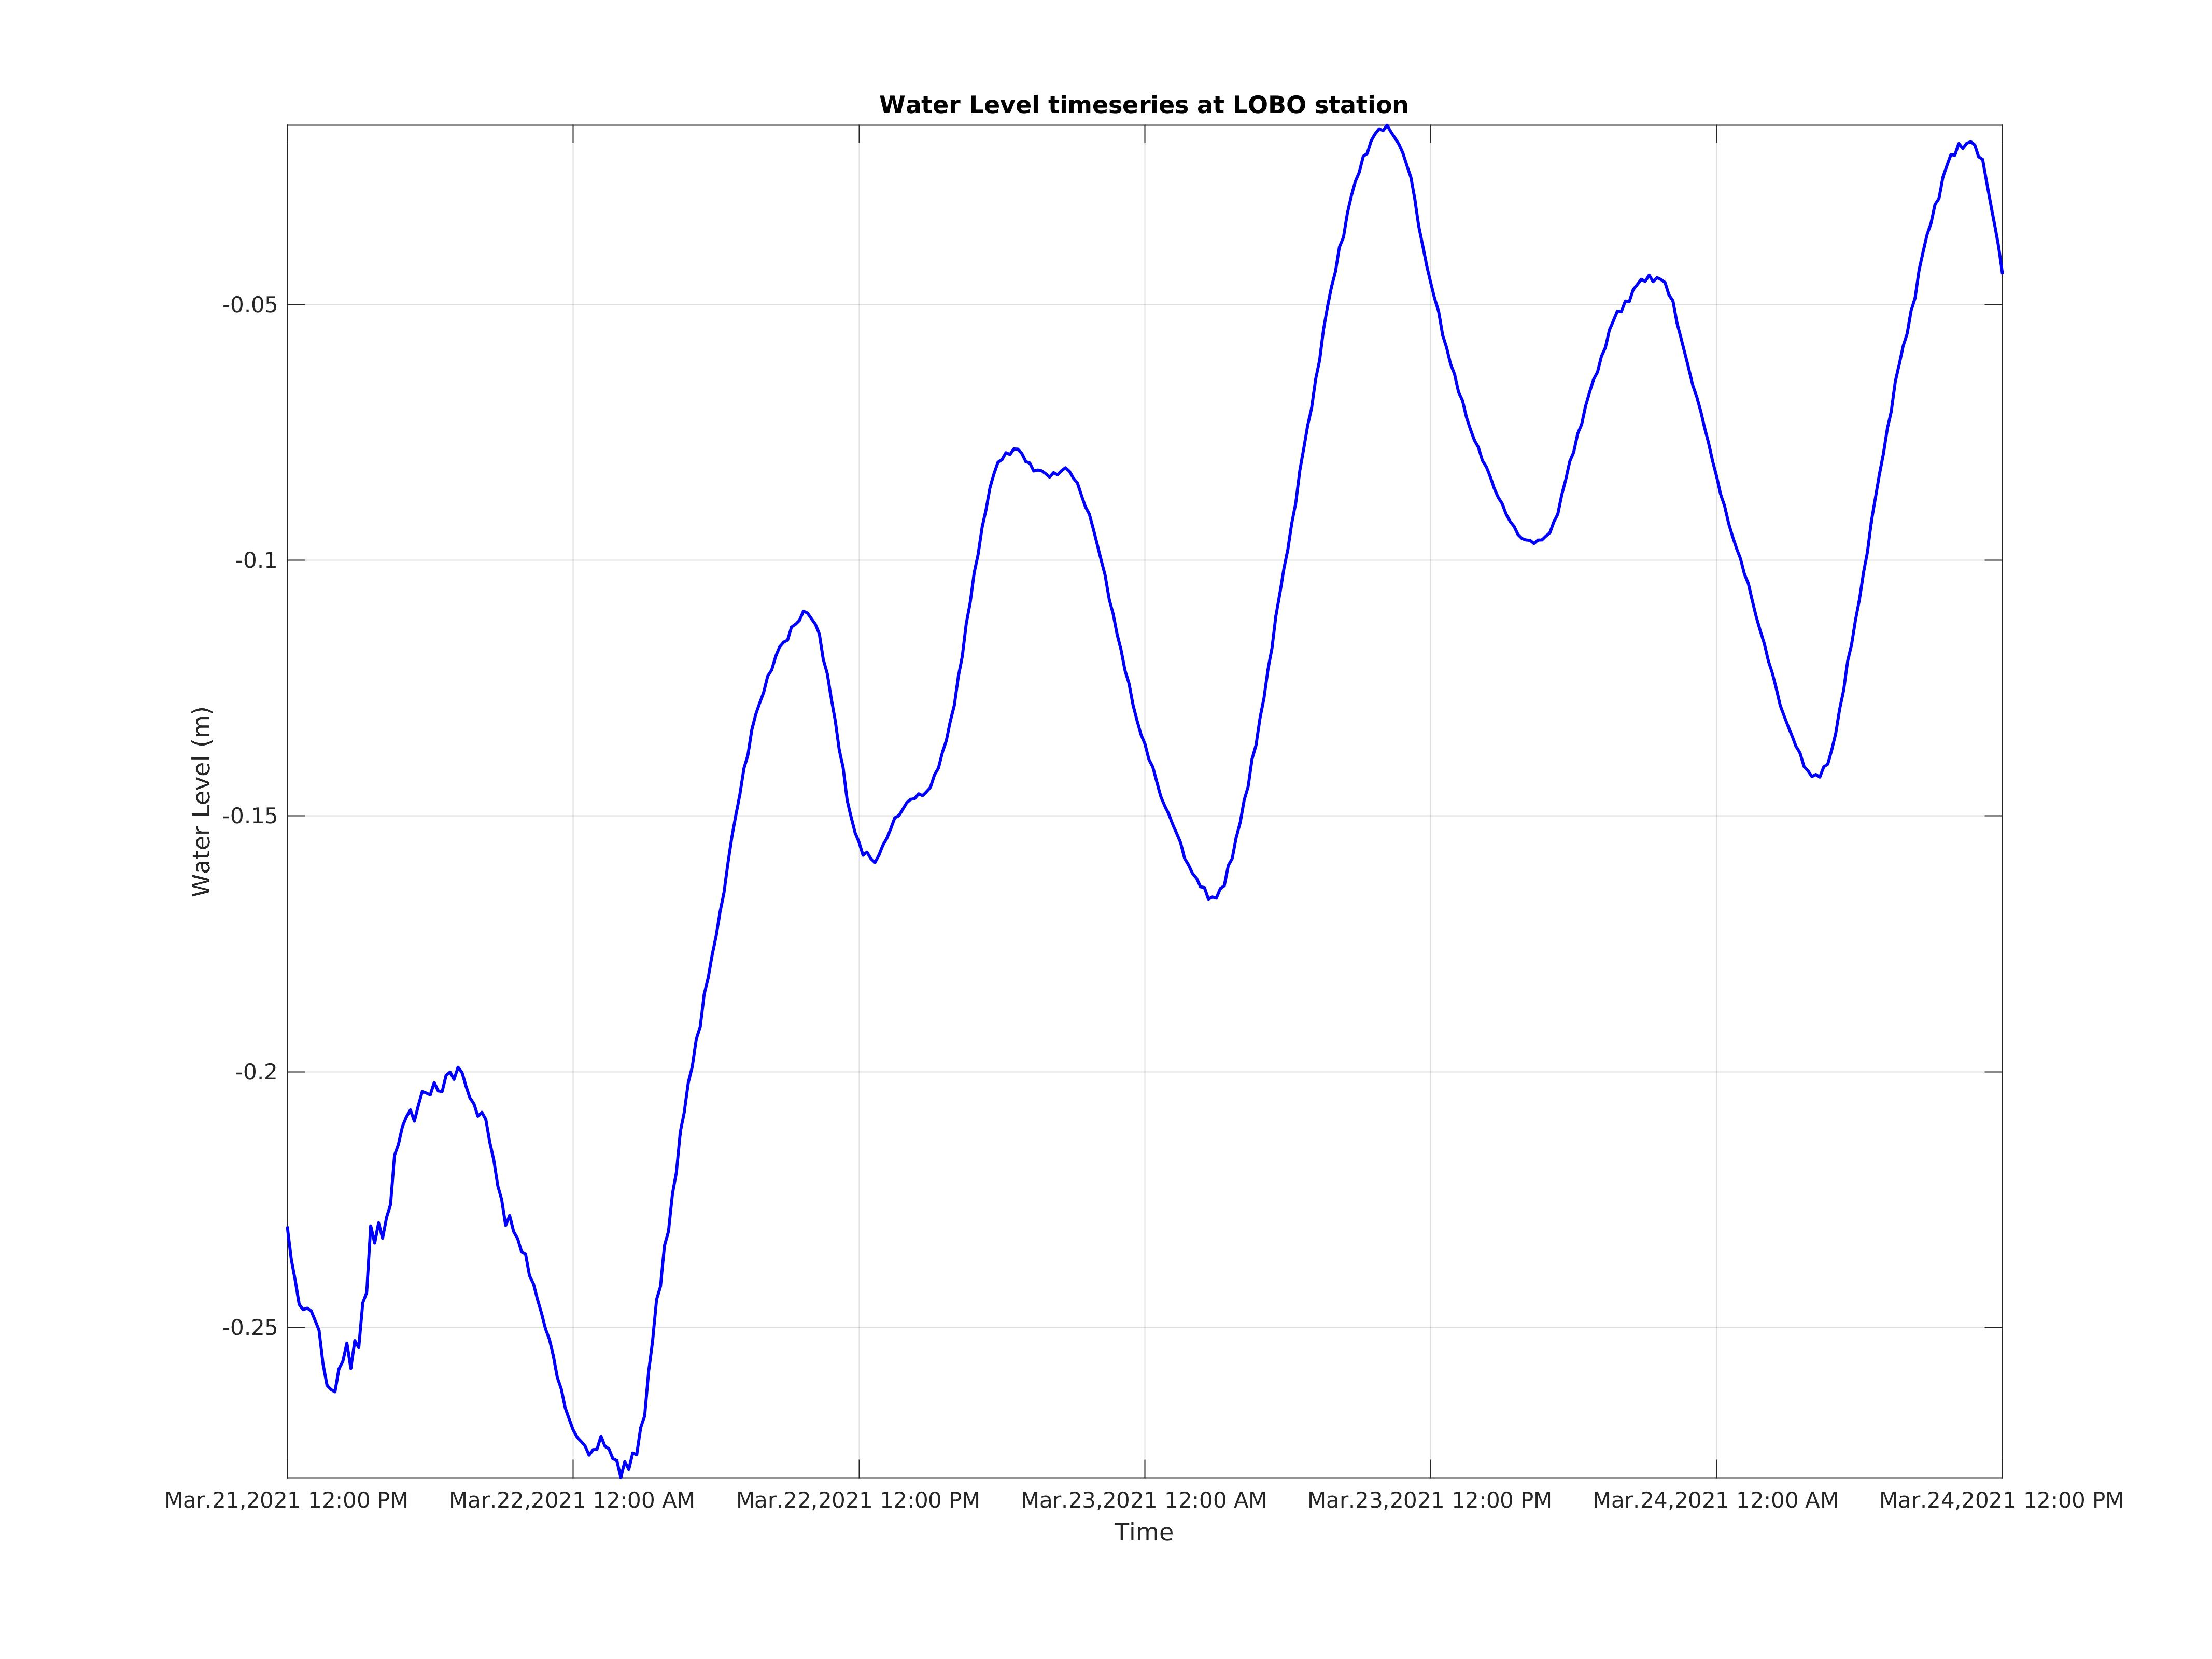 Water Level timeseries at LOBO station
Water Level (m)
-0.05
-0.1
-0.15
-0.2
-0.25
Mar.21,2021 12:00 PM
Mar.22,2021 12:00 AM
Mar.22,2021 12:00 PM
Mar.23,2021 12:00 AM
Mar.23,2021 12:00 PM
Mar.24,2021 12:00 AM
Mar.24,2021 12:00 PM
Time